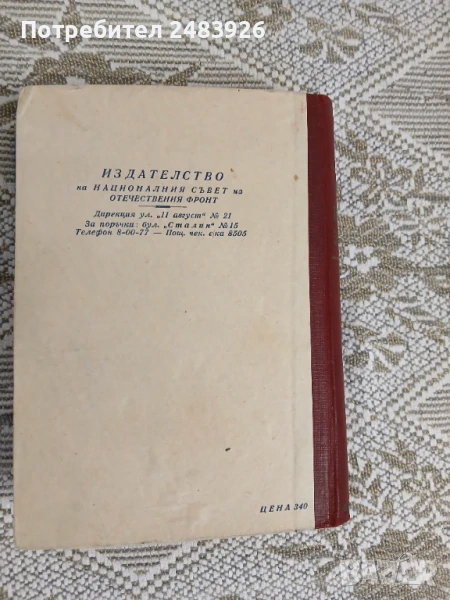 Потребител 2483926
ИЗДАТЕЛСТВО
на НАЦИОНАЛНИЯ СЪВЕТ на
ОТЕЧЕСТВЕНИЯ ФРОНТ
Дирекция ул. „11 август“ № 21
За поръчки: бул. „Сталин“ № 15
Телефон 8-00-77 — Пощ. чек. с/ка 8505
ЦЕНА 340